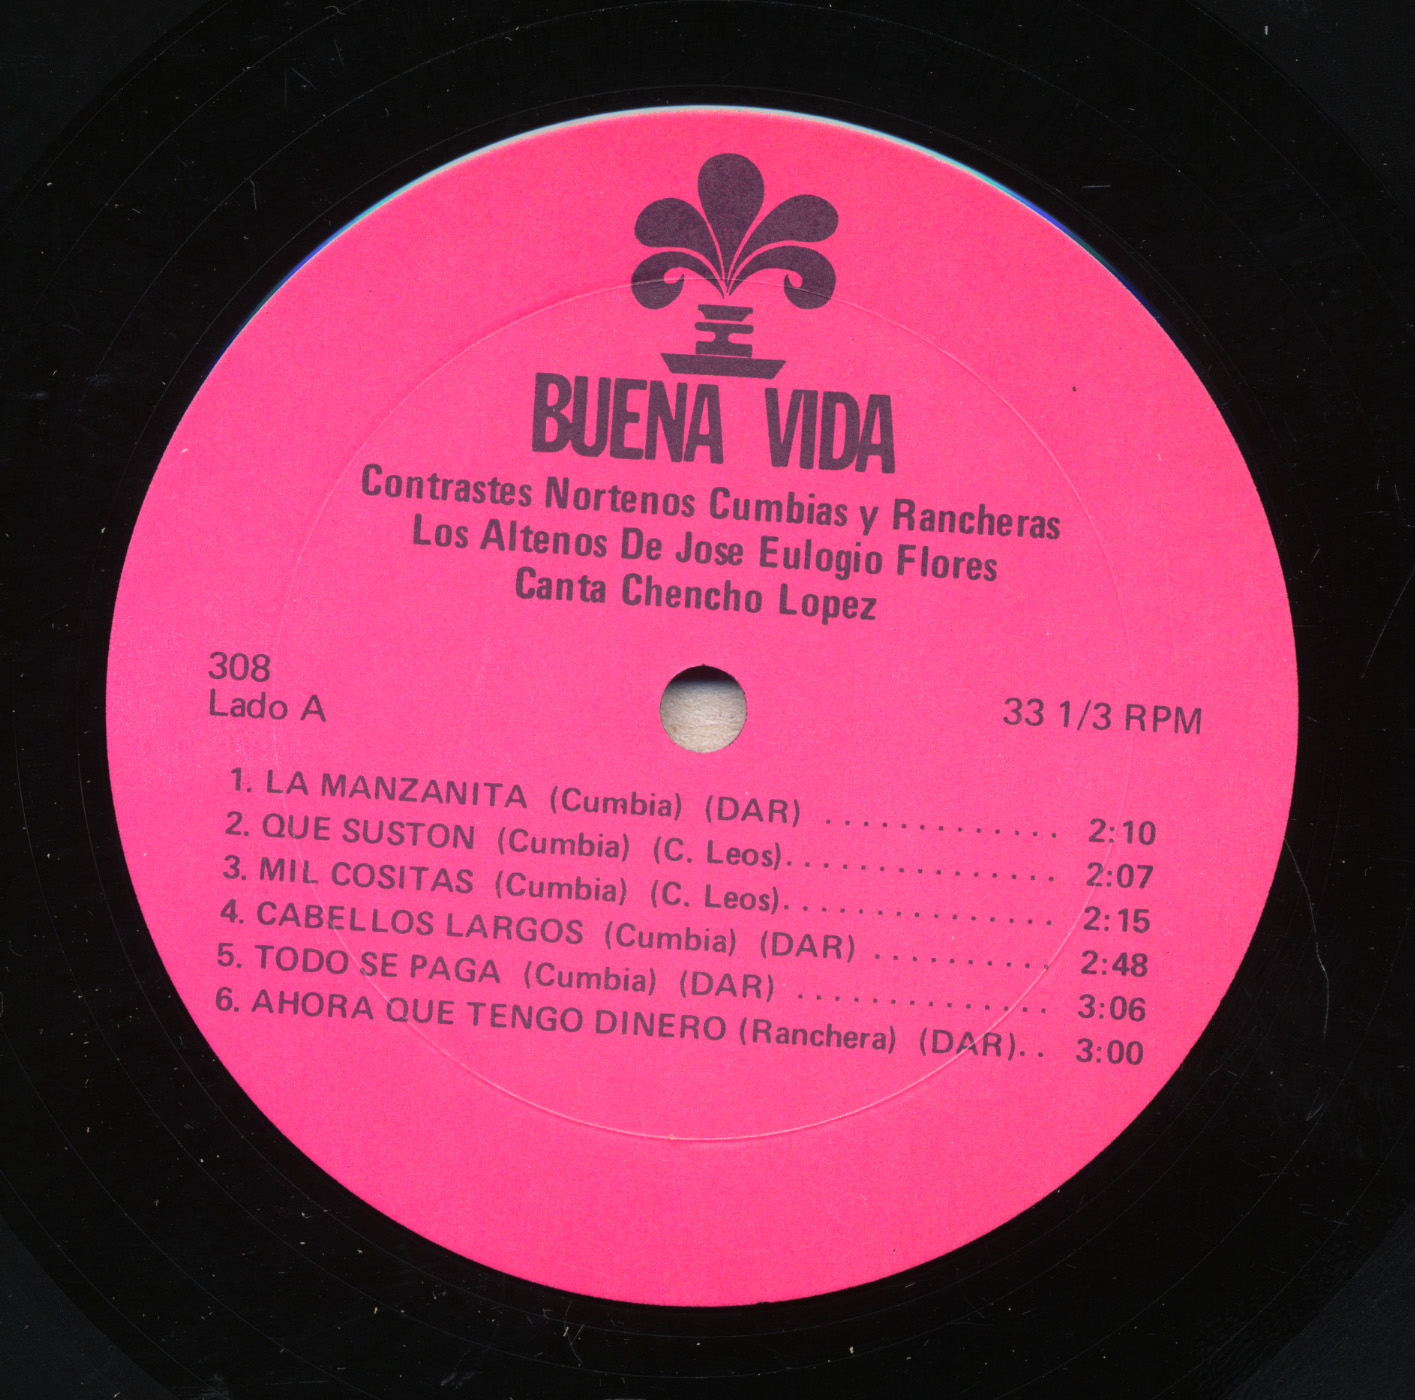 BUENA VIDA
Contrastes Nortenos Cumbias y Rancheras
Los Altenos De Jose Eulogio Flores
Canta Chencho Lopez
308
Lado A
33 1/3 RPM
1. LA MANZANITA (Cumbia) (DAR) ............. 2:10
2. QUE SUSTON (Cumbia) (C. Leos)............... 2:07
3. MIL COSITAS (Cumbia) (C. Leos)............... 2:15
4. CABELLOS LARGOS (Cumbia) (DAR) .......... 2:48
5. TODO SE PAGA (Cumbia) (DAR) .............. 3:06
6. AHORA QUE TENGO DINERO (Ranchera) (DAR).. 3:00